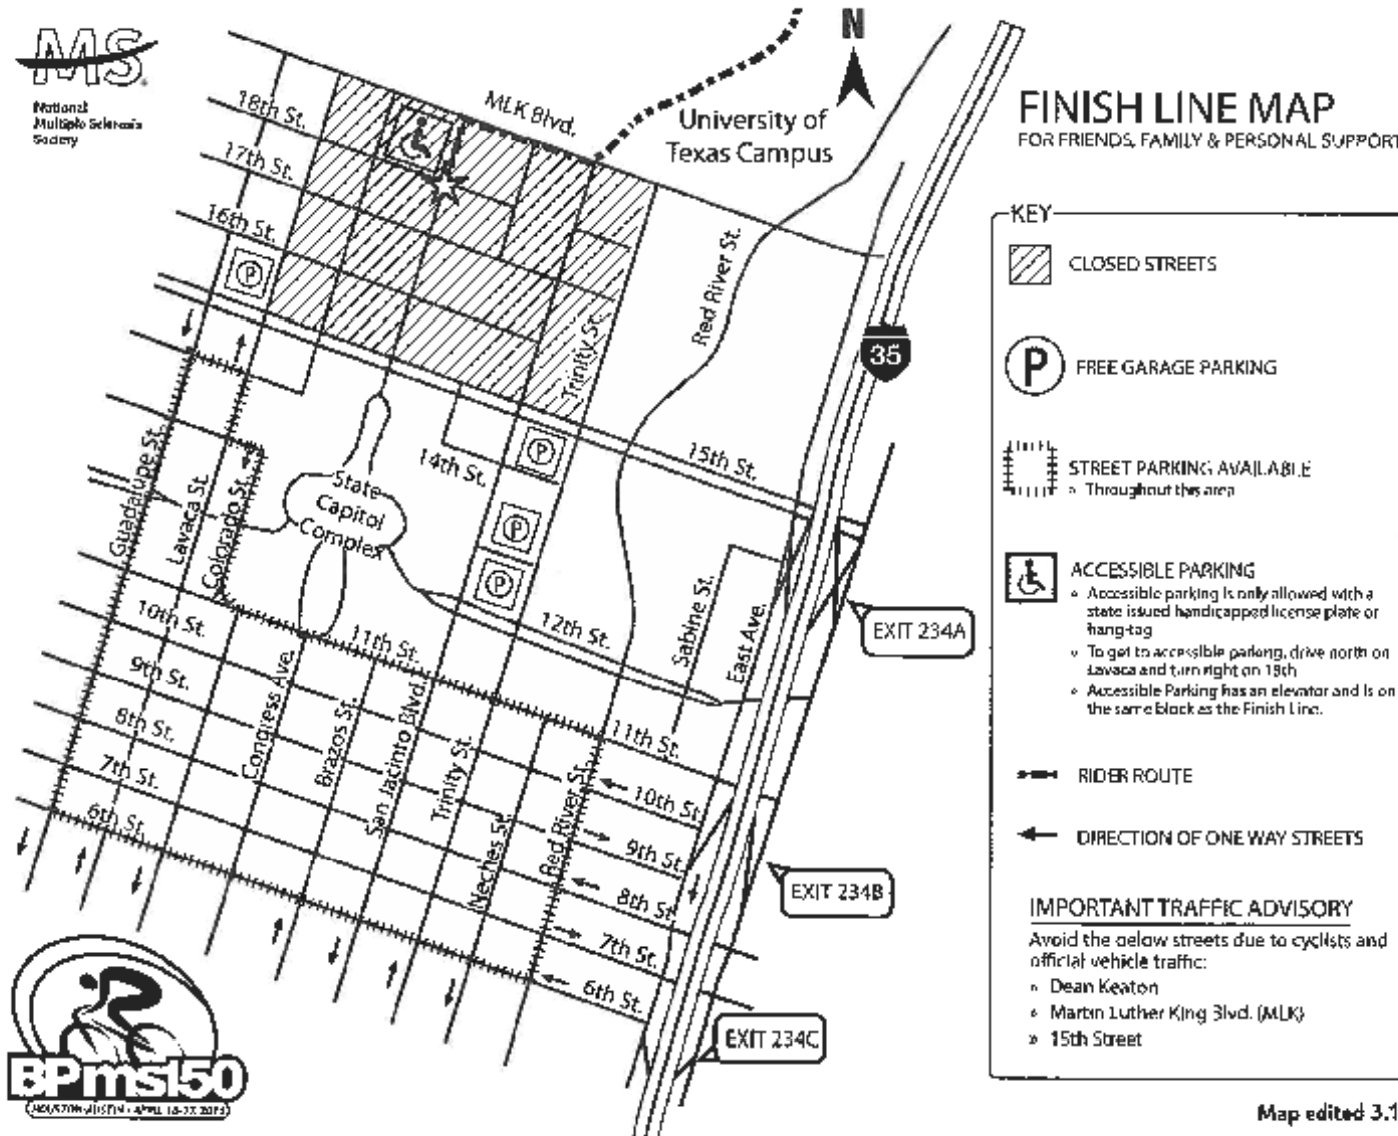 MS
National
Multiple Sclerosis
Society
N
FINISH LINE MAP
FOR FRIENDS, FAMILY & PERSONAL SUPPORT
MLK Blvd.
University of
Texas Campus
18th St.
17th St.
16th St.
P
Trinity St.
Red River St.
35
15th St.
14th St.
P
P
P
State
Capitol
Complex
Guadalupe St.
Lavaca St.
Colorado St.
12th St.
Sabine St.
East Ave.
EXIT 234A
11th St.
10th St.
9th St.
8th St.
7th St.
6th St.
Congress Ave.
Brazos St.
San Jacinto Blvd.
Trinity St.
Neches St.
Red River St.
11th St.
10th St.
9th St.
8th St.
7th St.
6th St.
EXIT 234B
EXIT 234C
KEY
CLOSED STREETS
P FREE GARAGE PARKING
STREET PARKING AVAILABLE
» Throughout this area
ACCESSIBLE PARKING
» Accessible parking is only allowed with a
state issued handicapped license plate or
hang-tag
» To get to accessible parking, drive north on
Lavaca and turn right on 18th
» Accessible Parking has an elevator and is on
the same block as the Finish Line.
RIDER ROUTE
DIRECTION OF ONE WAY STREETS
IMPORTANT TRAFFIC ADVISORY
Avoid the below streets due to cyclists and
official vehicle traffic:
» Dean Keaton
» Martin Luther King Blvd. (MLK)
» 15th Street
BP ms150
Map edited 3.1